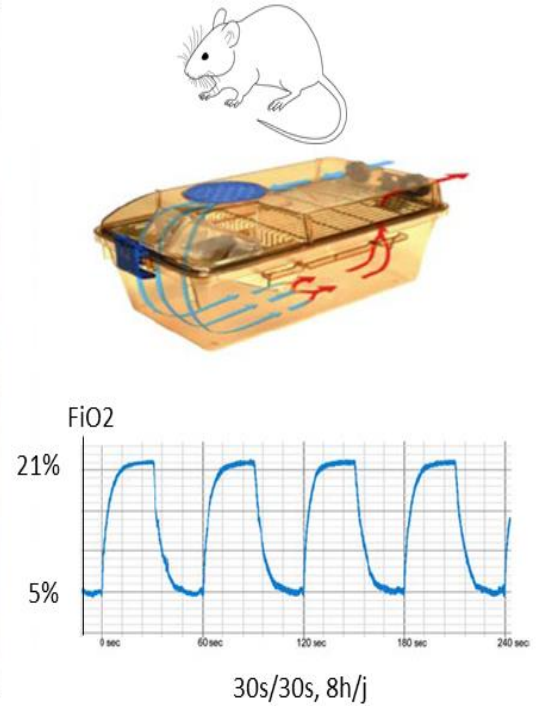 FiO2
21%
5%
0 sec
60 sec
120 sec
180 sec
240 sec
30s/30s, 8h/j